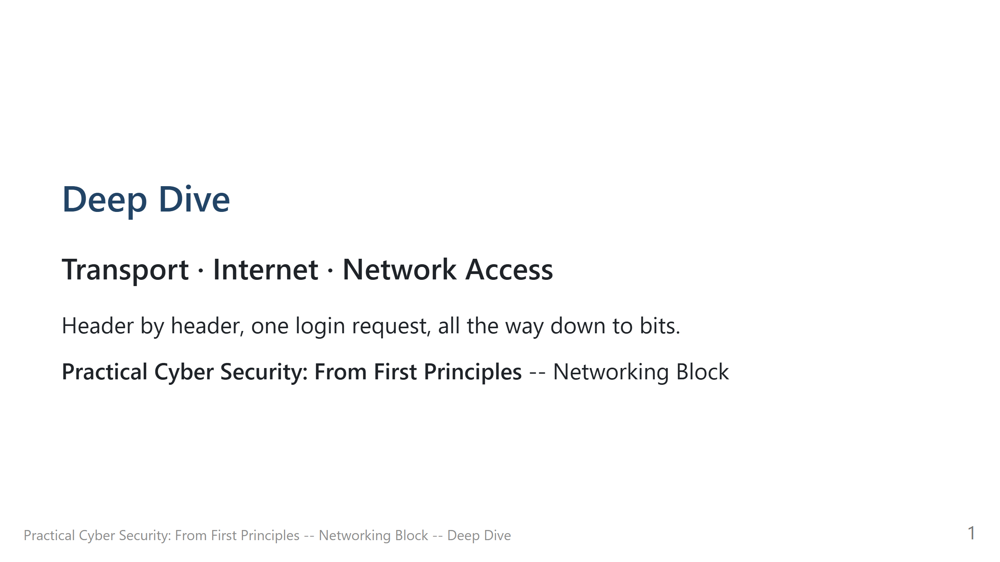 Deep Dive
Transport · Internet · Network Access
Header by header, one login request, all the way down to bits.
Practical Cyber Security: From First Principles -- Networking Block
Practical Cyber Security: From First Principles -- Networking Block -- Deep Dive
1